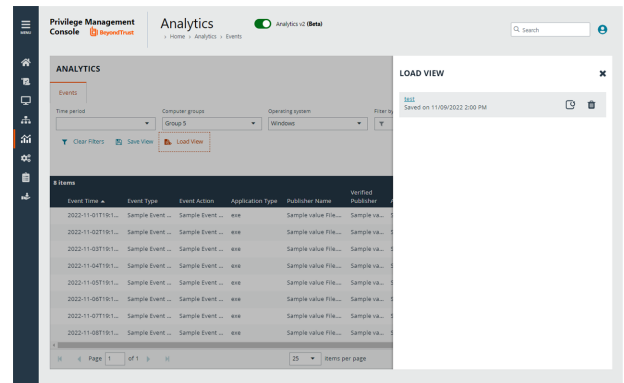 MENU
Privilege Management
Console BeyondTrust
Analytics
Home > Analytics > Events
Analytics v2 (Beta)
Search
ANALYTICS
Events
Time period
Computer groups
Group 5
Operating system
Windows
Filter by
Clear Filters
Save View
Load View
LOAD VIEW
test
Saved on 11/09/2022 2:00 PM
8 items
Event Time Event Type Event Action Application Type Publisher Name Verified Publisher A
2022-11-01T19:1... Sample Event ... Sample Event ... exe Sample value File.... Sample va... S
2022-11-02T19:1... Sample Event ... Sample Event ... exe Sample value File.... Sample va... S
2022-11-03T19:1... Sample Event ... Sample Event ... exe Sample value File.... Sample va... S
2022-11-04T19:1... Sample Event ... Sample Event ... exe Sample value File.... Sample va... S
2022-11-05T19:1... Sample Event ... Sample Event ... exe Sample value File.... Sample va... S
2022-11-06T19:1... Sample Event ... Sample Event ... exe Sample value File.... Sample va... S
2022-11-07T19:1... Sample Event ... Sample Event ... exe Sample value File.... Sample va... S
2022-11-08T19:1... Sample Event ... Sample Event ... exe Sample value File.... Sample va... S
Page 1 of 1
25 items per page